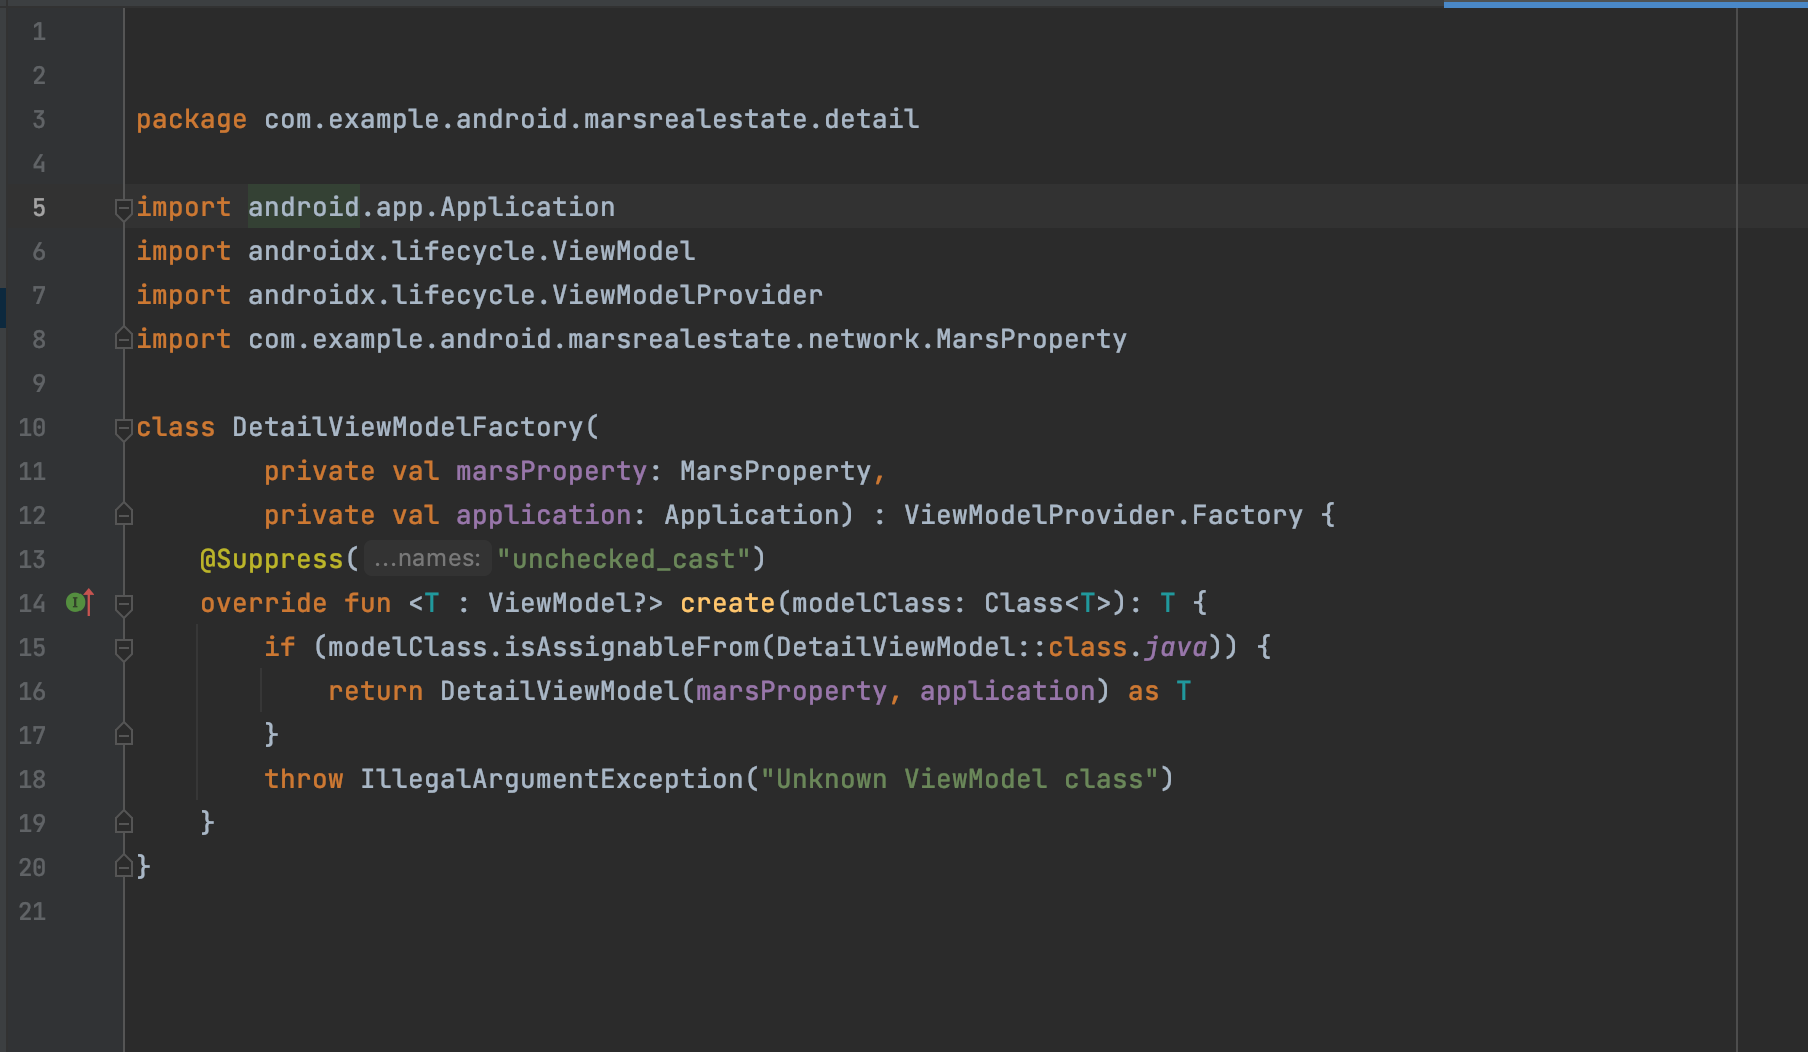 1
2
3 package com.example.android.marsrealestate.detail
4
5 import android.app.Application
6 import androidx.lifecycle.ViewModel
7 import androidx.lifecycle.ViewModelProvider
8 import com.example.android.marsrealestate.network.MarsProperty
9
10 class DetailViewModelFactory(
11         private val marsProperty: MarsProperty,
12         private val application: Application) : ViewModelProvider.Factory {
13     @Suppress( ...names: "unchecked_cast")
14     override fun <T : ViewModel?> create(modelClass: Class<T>): T {
15         if (modelClass.isAssignableFrom(DetailViewModel::class.java)) {
16             return DetailViewModel(marsProperty, application) as T
17         }
18         throw IllegalArgumentException("Unknown ViewModel class")
19     }
20 }
21